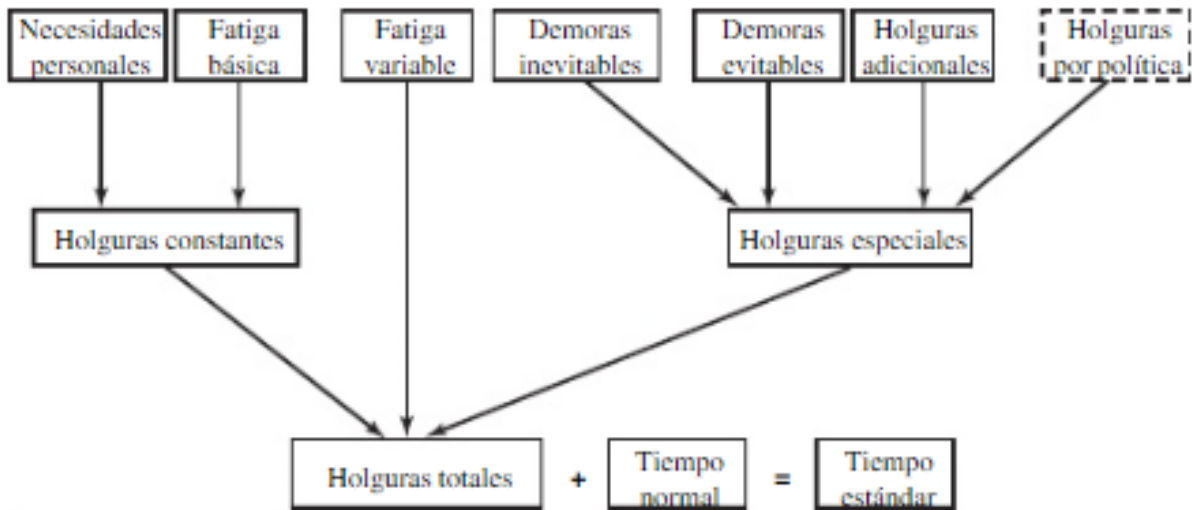 Necesidades
personales
Fatiga
básica
Fatiga
variable
Demoras
inevitables
Demoras
evitables
Holguras
adicionales
Holguras
por política
Holguras constantes
Holguras especiales
Holguras totales
+
Tiempo
normal
=
Tiempo
estándar